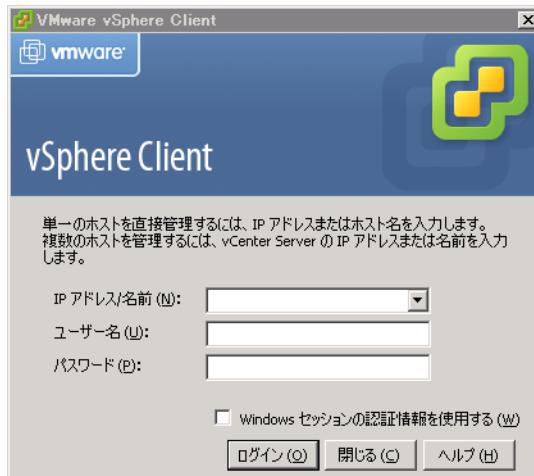 VMware vSphere Client
vmware
vSphere Client
単一のホストを直接管理するには、IP アドレスまたはホスト名を入力します。
複数のホストを管理するには、vCenter Server の IP アドレスまたは名前を入力
します。
IP アドレス/名前 (N):
ユーザー名 (U):
パスワード (P):
Windows セッションの認証情報を使用する (W)
ログイン (O) 閉じる (C) ヘルプ (H)